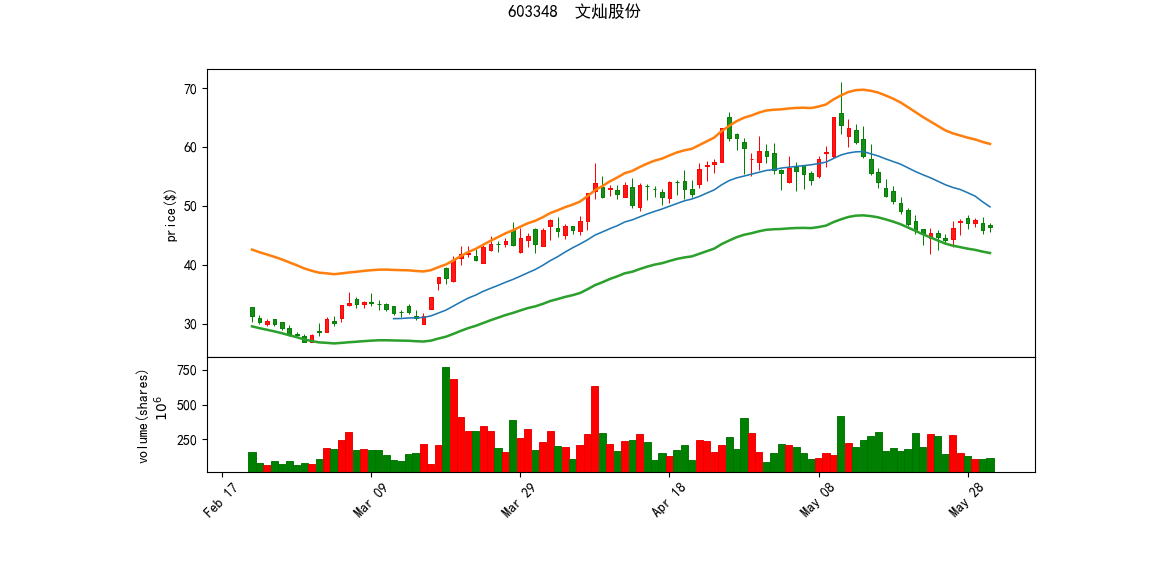 603348 文灿股份
price($)
70
60
50
40
30
volume(shares)
10^6
750
500
250
Feb 17
Mar 09
Mar 29
Apr 18
May 08
May 28